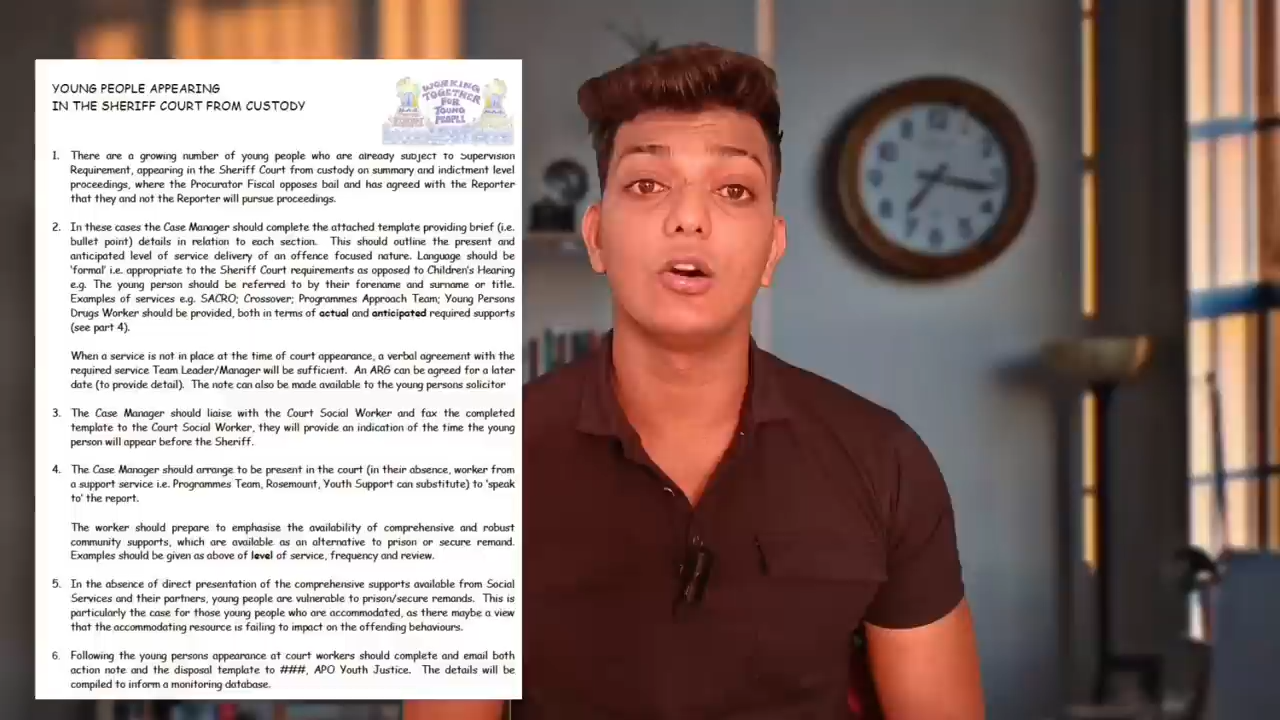 YOUNG PEOPLE APPEARING
IN THE SHERIFF COURT FROM CUSTODY
WORKING
TOGETHER
FOR
YOUNG
PEOPLE
1. There are a growing number of young people who are already subject to Supervision
Requirement, appearing in the Sheriff Court from custody on summary and indictment level
proceedings, where the Procurator Fiscal opposes bail and has agreed with the Reporter
that they and not the Reporter will pursue proceedings.
2. In these cases the Case Manager should complete the attached template providing brief (i.e.
bullet point) details in relation to each section. This should outline the present and
anticipated level of service delivery of an offence focused nature. Language should be
'formal' i.e. appropriate to the Sheriff Court requirements as opposed to Children's Hearing
e.g. The young person should be referred to by their forename and surname or title.
Examples of services e.g. SACRO; Crossover; Programmes Approach Team; Young Persons
Drugs Worker should be provided, both in terms of actual and anticipated required supports
(see part 4).
When a service is not in place at the time of court appearance, a verbal agreement with the
required service Team Leader/Manager will be sufficient. An ARG can be agreed for a later
date (to provide detail). The note can also be made available to the young persons solicitor
3. The Case Manager should liaise with the Court Social Worker and fax the completed
template to the Court Social Worker, they will provide an indication of the time the young
person will appear before the Sheriff.
4. The Case Manager should arrange to be present in the court (in their absence, worker from
a support service i.e. Programmes Team, Rosemount, Youth Support can substitute) to 'speak
to' the report.
The worker should prepare to emphasise the availability of comprehensive and robust
community supports, which are available as an alternative to prison or secure remand.
Examples should be given as above of level of service, frequency and review.
5. In the absence of direct presentation of the comprehensive supports available from Social
Services and their partners, young people are vulnerable to prison/secure remands. This is
particularly the case for those young people who are accommodated, as there maybe a view
that the accommodating resource is failing to impact on the offending behaviours.
6. Following the young persons appearance at court workers should complete and email both
action note and the disposal template to ###, APO Youth Justice. The details will be
compiled to inform a monitoring database.